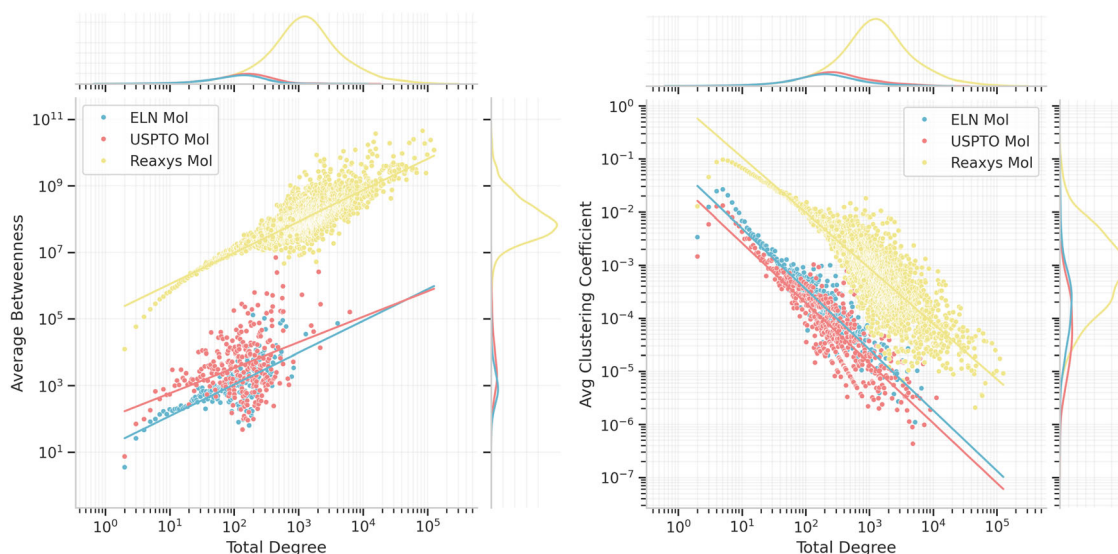 ELN Mol
USPTO Mol
Reaxys Mol
10¹¹
10⁹
10⁷
10⁵
10³
10¹
Average Betweenness
10⁰ 10¹ 10² 10³ 10⁴ 10⁵
Total Degree
ELN Mol
USPTO Mol
Reaxys Mol
10⁰
10⁻¹
10⁻²
10⁻³
10⁻⁴
10⁻⁵
10⁻⁶
10⁻⁷
Avg Clustering Coefficient
10⁰ 10¹ 10² 10³ 10⁴ 10⁵
Total Degree